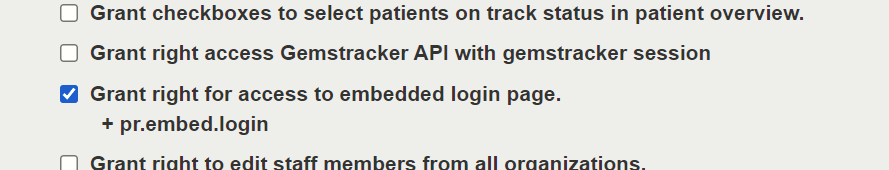 Grant checkboxes to select patients on track status in patient overview.
Grant right access Gemstracker API with gemstracker session
Grant right for access to embedded login page.
+ pr.embed.login
Grant right to edit staff members from all organizations.